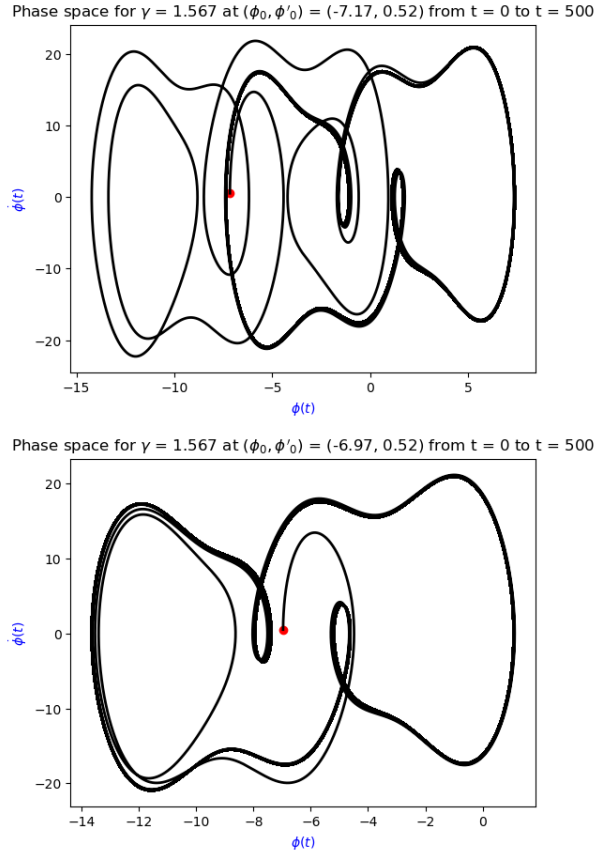 Phase space for γ = 1.567 at (ϕ₀, ϕ'₀) = (-7.17, 0.52) from t = 0 to t = 500
20
10
0
−10
−20
ϕ̇(t)
−15 −10 −5 0 5
ϕ(t)
Phase space for γ = 1.567 at (ϕ₀, ϕ'₀) = (-6.97, 0.52) from t = 0 to t = 500
20
10
0
−10
−20
ϕ̇(t)
−14 −12 −10 −8 −6 −4 −2 0
ϕ(t)